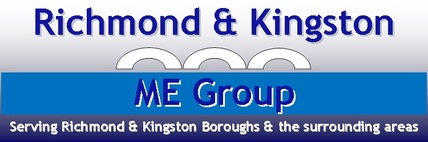 Richmond & Kingston
ME Group
Serving Richmond & Kingston Boroughs & the surrounding areas